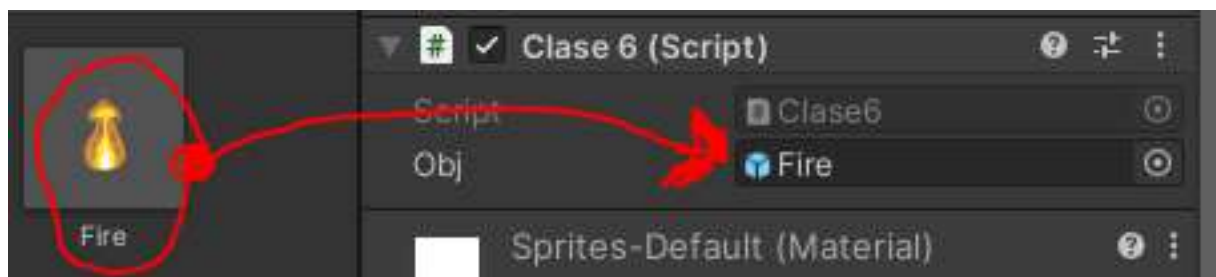 Clase 6 (Script)
Script
Clase6
Obj
Fire
Fire
Sprites-Default (Material)